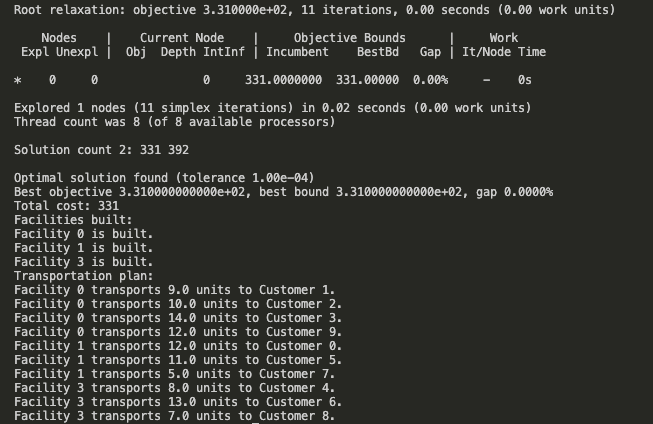 Root relaxation: objective 3.310000e+02, 11 iterations, 0.00 seconds (0.00 work units)
Nodes | Current Node | Objective Bounds | Work
Expl Unexpl | Obj Depth IntInf | Incumbent BestBd Gap | It/Node Time
* 0 0 0 331.0000000 331.00000 0.00% - 0s
Explored 1 nodes (11 simplex iterations) in 0.02 seconds (0.00 work units)
Thread count was 8 (of 8 available processors)
Solution count 2: 331 392
Optimal solution found (tolerance 1.00e-04)
Best objective 3.310000000000e+02, best bound 3.310000000000e+02, gap 0.0000%
Total cost: 331
Facilities built:
Facility 0 is built.
Facility 1 is built.
Facility 3 is built.
Transportation plan:
Facility 0 transports 9.0 units to Customer 1.
Facility 0 transports 10.0 units to Customer 2.
Facility 0 transports 14.0 units to Customer 3.
Facility 0 transports 12.0 units to Customer 9.
Facility 1 transports 12.0 units to Customer 0.
Facility 1 transports 11.0 units to Customer 5.
Facility 1 transports 5.0 units to Customer 7.
Facility 3 transports 8.0 units to Customer 4.
Facility 3 transports 13.0 units to Customer 6.
Facility 3 transports 7.0 units to Customer 8.